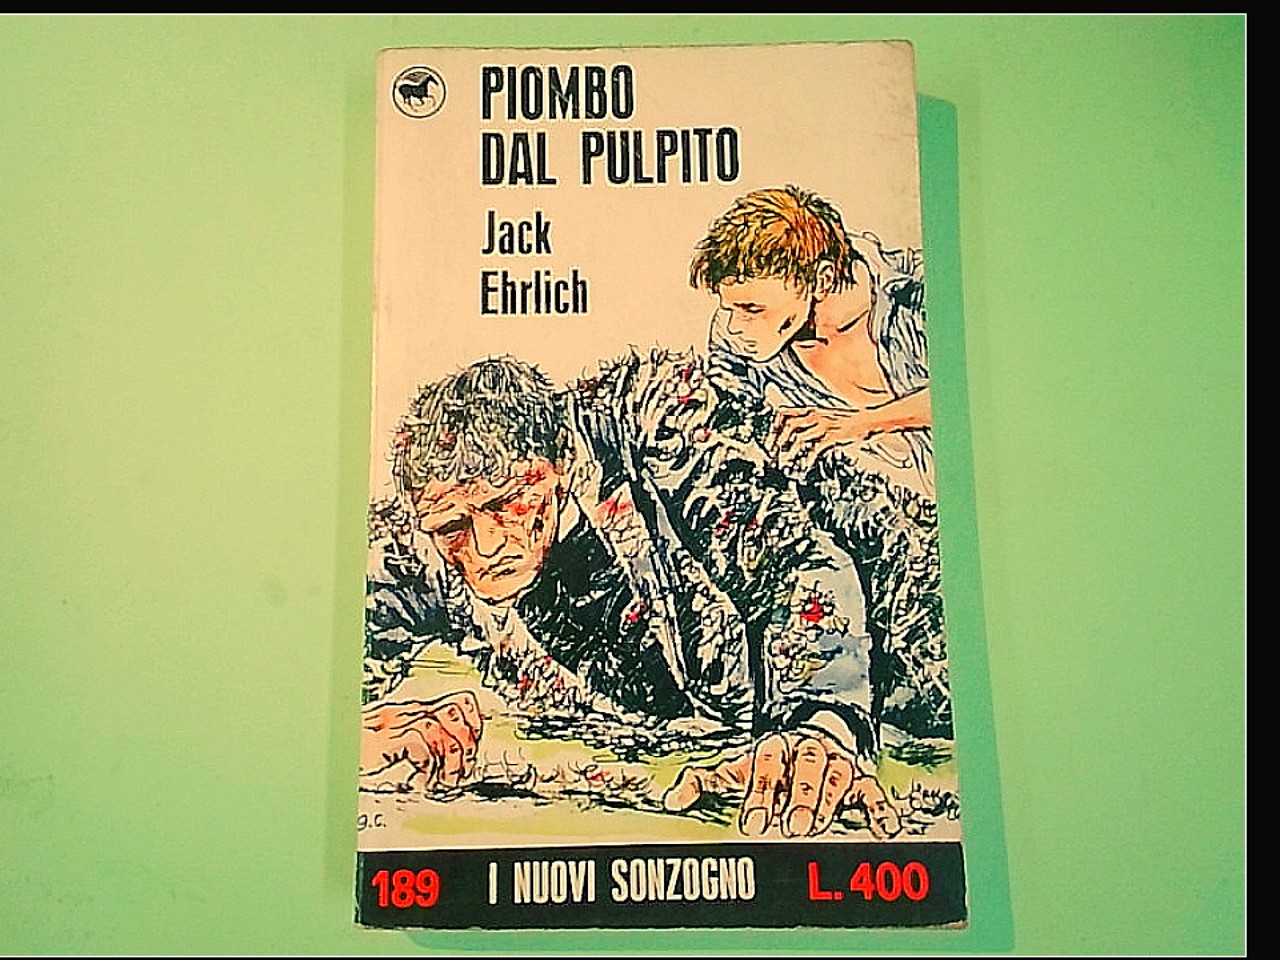 PIOMBO
DAL PULPITO
Jack
Ehrlich
g.c.
189 I NUOVI SONZOGNO L.400